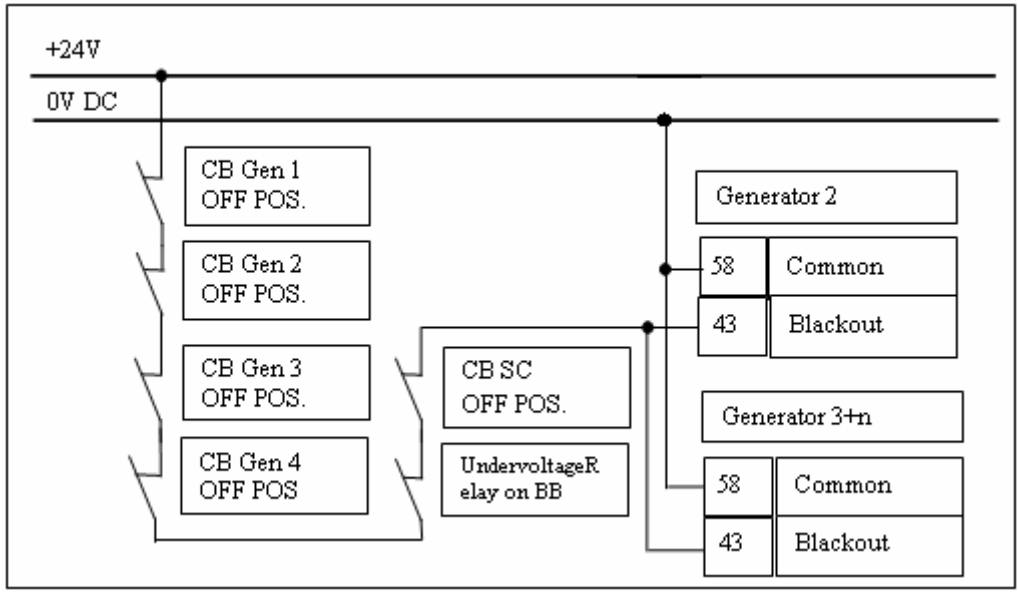 +24V
0V DC
CB Gen 1
OFF POS.
CB Gen 2
OFF POS.
CB Gen 3
OFF POS.
CB Gen 4
OFF POS
CB SC
OFF POS.
UndervoltageR
elay on BB
Generator 2
58 Common
43 Blackout
Generator 3+n
58 Common
43 Blackout